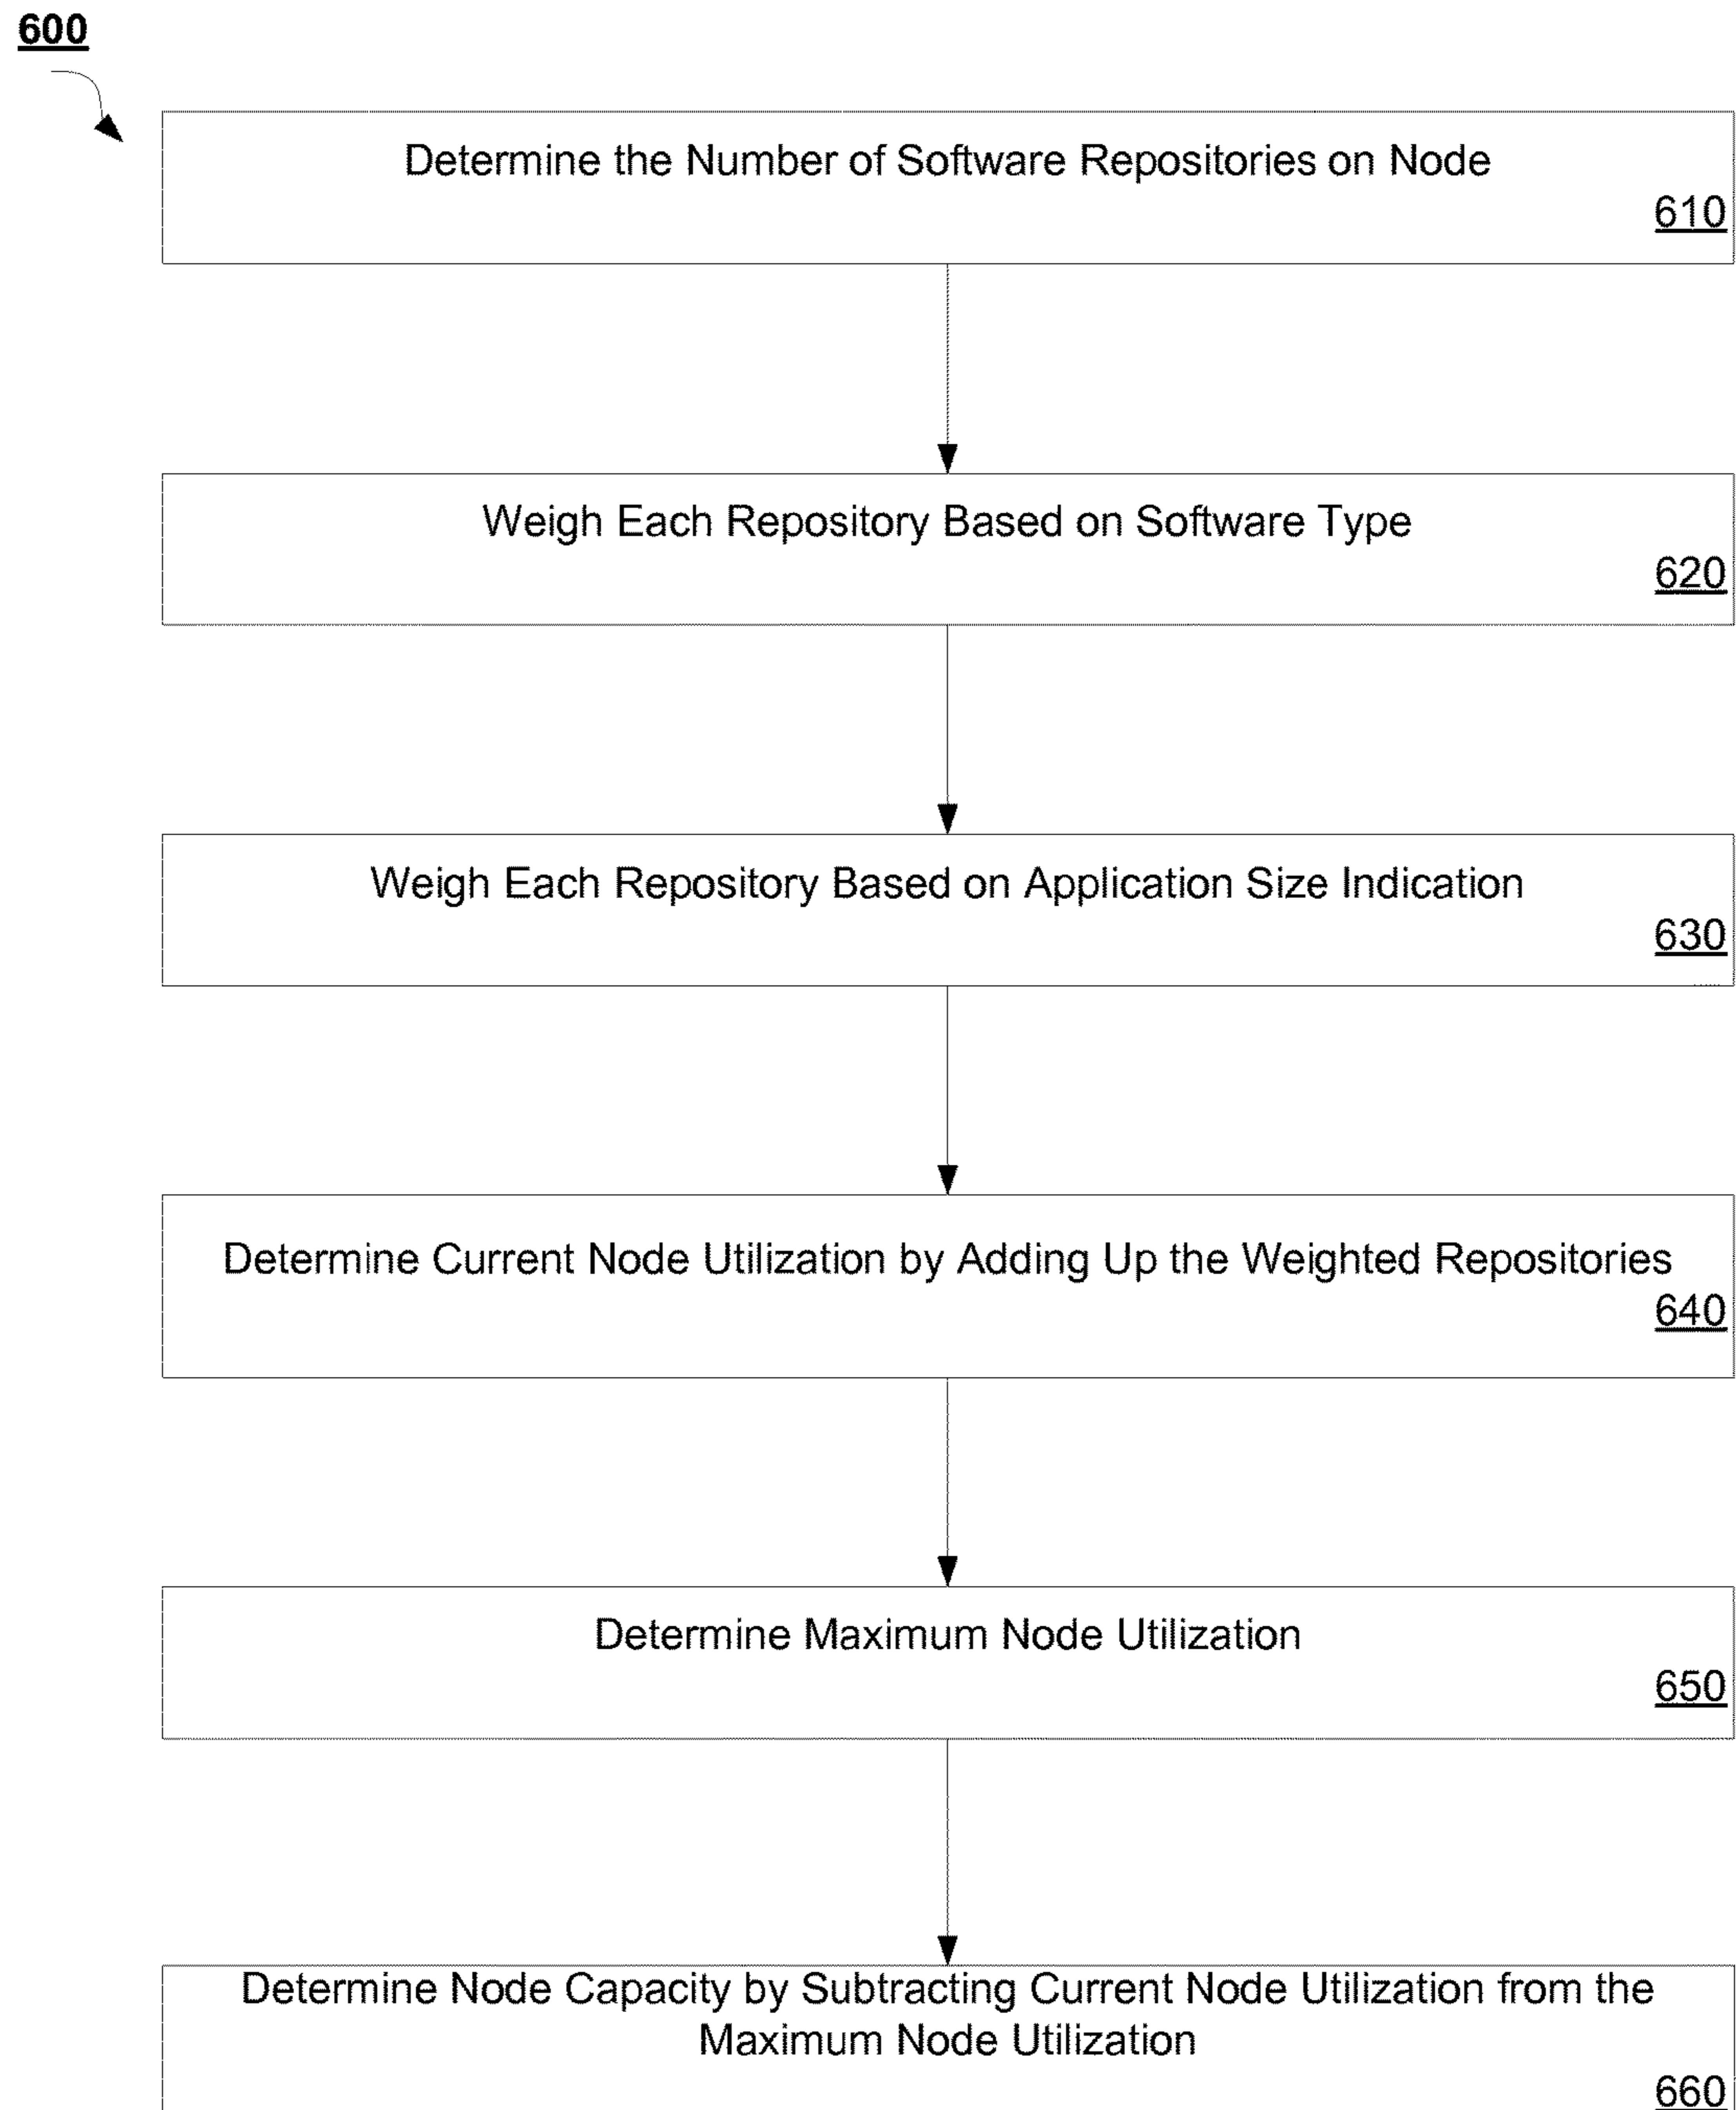 600
Determine the Number of Software Repositories on Node
610
Weigh Each Repository Based on Software Type
620
Weigh Each Repository Based on Application Size Indication
630
Determine Current Node Utilization by Adding Up the Weighted Repositories
640
Determine Maximum Node Utilization
650
Determine Node Capacity by Subtracting Current Node Utilization from the
Maximum Node Utilization
660